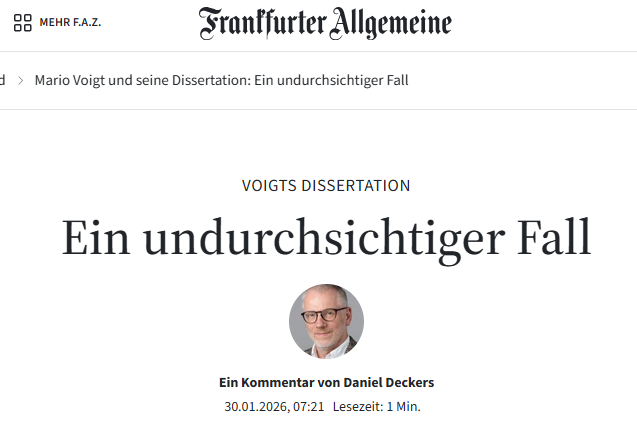 MEHR F.A.Z.
Frankfurter Allgemeine
d > Mario Voigt und seine Dissertation: Ein undurchsichtiger Fall
VOIGTS DISSERTATION
Ein undurchsichtiger Fall
Ein Kommentar von Daniel Deckers
30.01.2026, 07:21 Lesezeit: 1 Min.